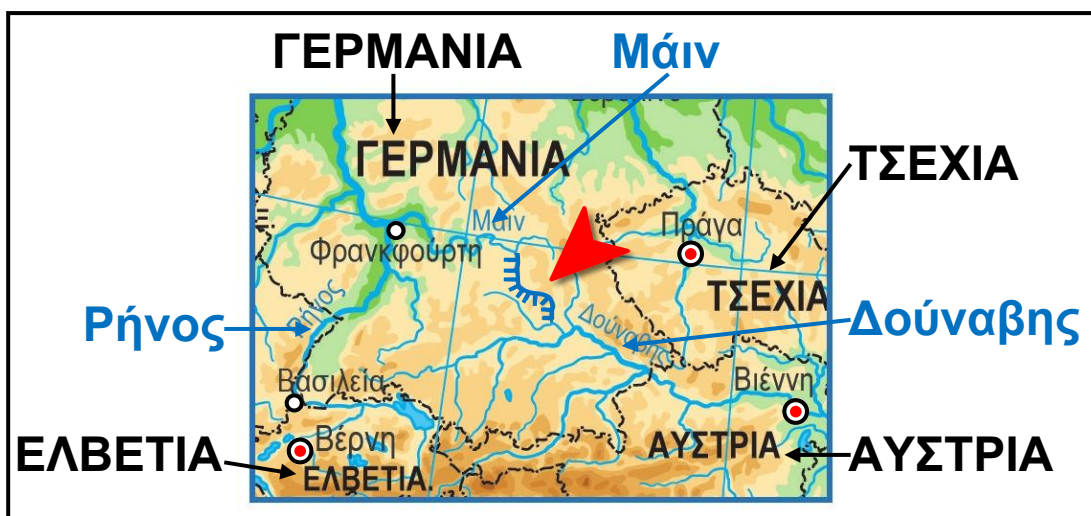 ΓΕΡΜΑΝΙΑ Μάιν
ΓΕΡΜΑΝΙΑ
ΤΣΕΧΙΑ
Μάιν
Πράγα
Φρανκφούρτη
ΤΣΕΧΙΑ
Ρήνος
Ρήνος
Δούναβης
Δούναβης
Βασιλεία
Βιέννη
Βέρνη
ΕΛΒΕΤΙΑ
ΕΛΒΕΤΙΑ.
ΑΥΣΤΡΙΑ
ΑΥΣΤΡΙΑ